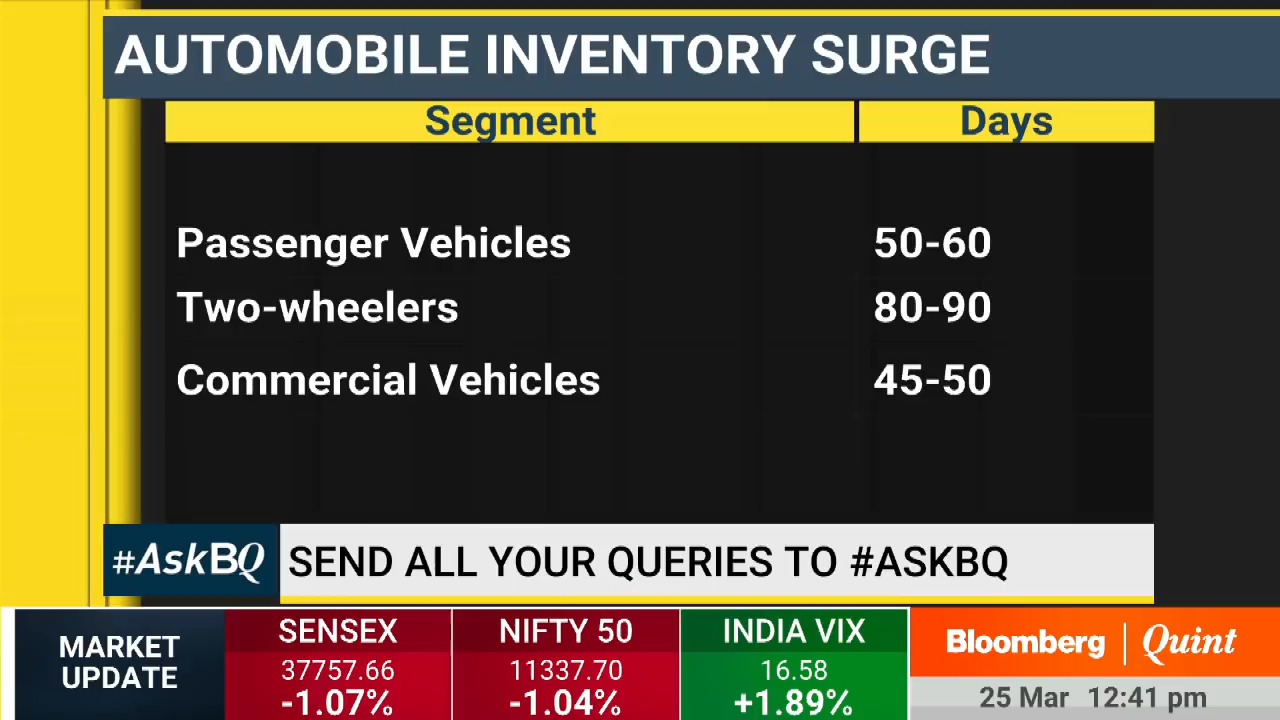 AUTOMOBILE INVENTORY SURGE
Segment Days
Passenger Vehicles 50-60
Two-wheelers 80-90
Commercial Vehicles 45-50
#AskBQ SEND ALL YOUR QUERIES TO #ASKBQ
MARKET UPDATE
SENSEX
37757.66
-1.07%
NIFTY 50
11337.70
-1.04%
INDIA VIX
16.58
+1.89%
Bloomberg | Quint
25 Mar 12:41 pm